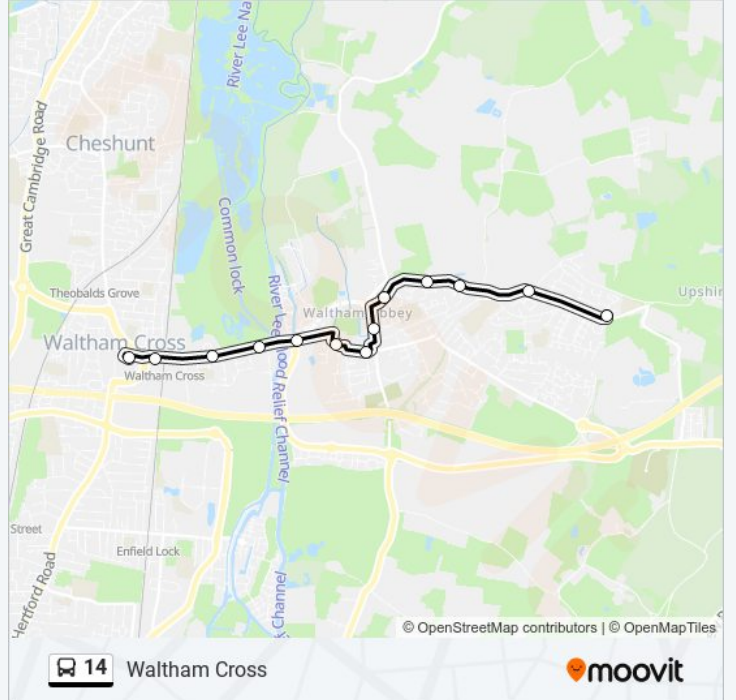 River Lee Na
Great Cambridge Road
Cheshunt
Common lock
Theobalds Grove
River Lee Flood Relief Channel
Waltham Abbey
Upshir
Waltham Cross
Waltham Cross
Street
Enfield Lock
Hertford Road
Channel
© OpenStreetMap contributors | © OpenMapTiles
14 Waltham Cross
moovit